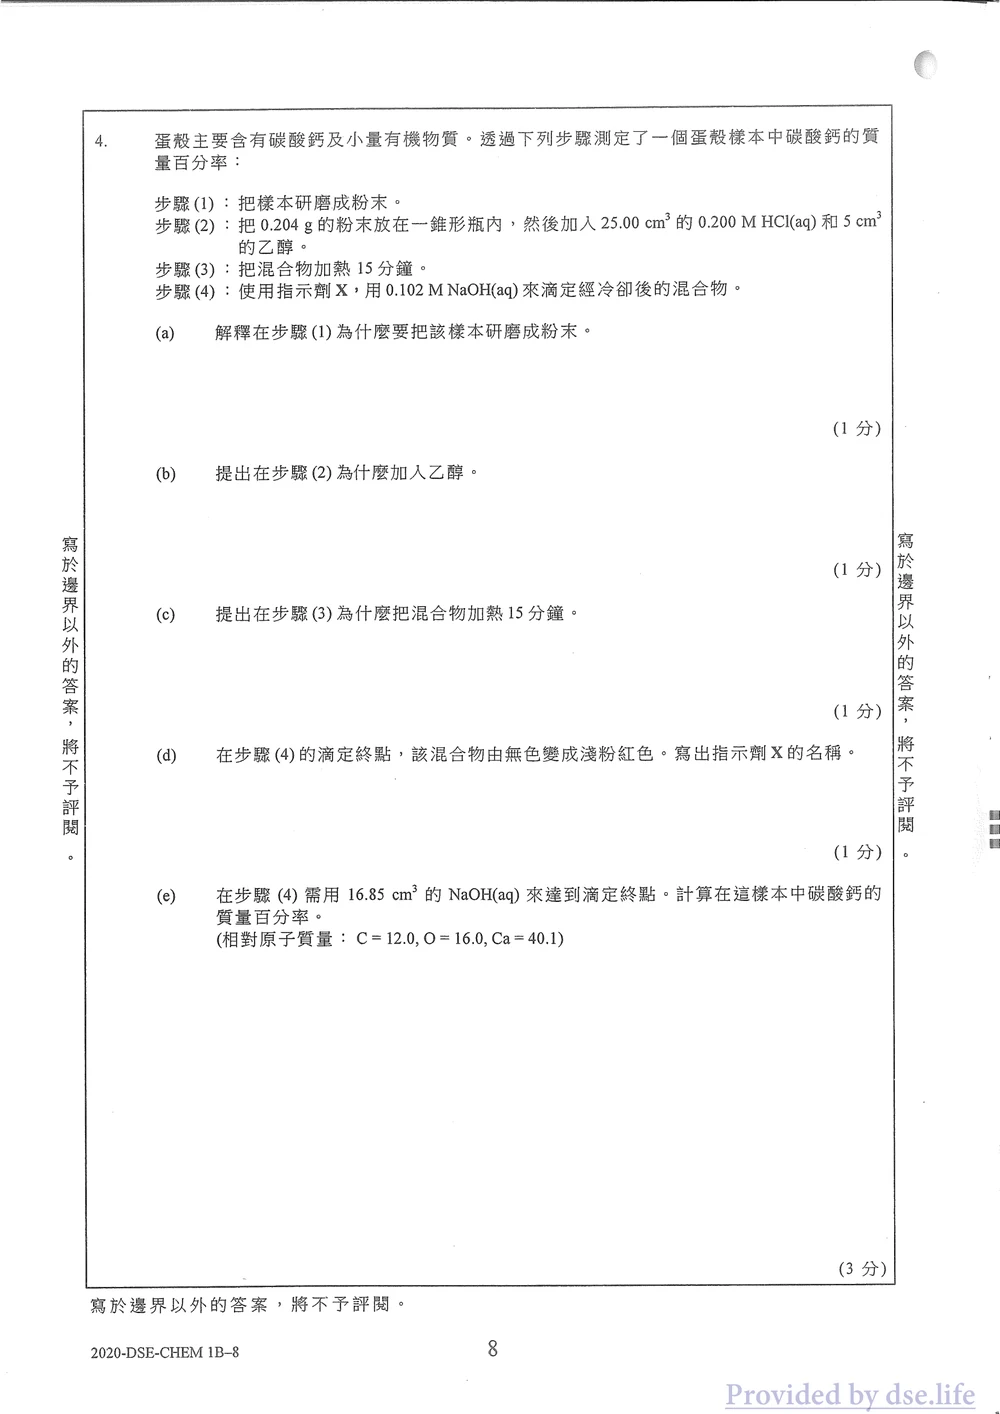 4. 蛋殼主要含有碳酸鈣及小量有機物質。透過下列步驟測定了一個蛋殼樣本中碳酸鈣的質
量百分率：
步驟 (1) ：把樣本研磨成粉末。
步驟 (2) ：把 0.204 g 的粉末放在一錐形瓶內，然後加入 25.00 cm³ 的 0.200 M HCl(aq) 和 5 cm³
的乙醇。
步驟 (3) ：把混合物加熱 15 分鐘。
步驟 (4) ：使用指示劑 X，用 0.102 M NaOH(aq) 來滴定經冷卻後的混合物。
(a) 解釋在步驟 (1) 為什麼要把該樣本研磨成粉末。
(1 分)
(b) 提出在步驟 (2) 為什麼加入乙醇。
(1 分)
(c) 提出在步驟 (3) 為什麼把混合物加熱 15 分鐘。
(1 分)
(d) 在步驟 (4) 的滴定終點，該混合物由無色變成淺粉紅色。寫出指示劑 X 的名稱。
(1 分)
(e) 在步驟 (4) 需用 16.85 cm³ 的 NaOH(aq) 來達到滴定終點。計算在這樣本中碳酸鈣的
質量百分率。
(相對原子質量： C = 12.0, O = 16.0, Ca = 40.1)
(3 分)
寫於邊界以外的答案，將不予評閱。
寫於邊界以外的答案，將不予評閱。
寫於邊界以外的答案，將不予評閱。
2020-DSE-CHEM 1B–8
8
Provided by dse.life